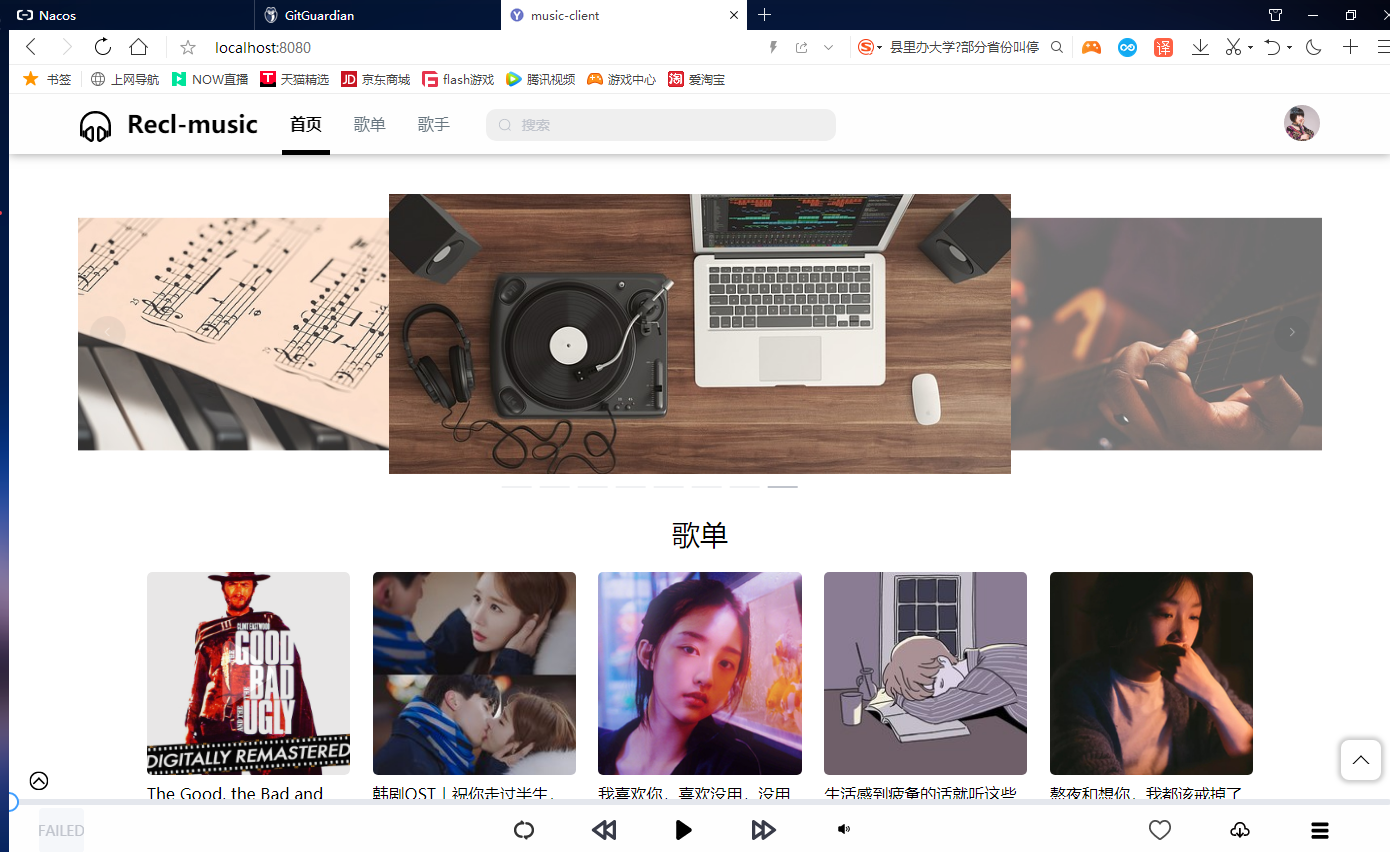 Nacos
GitGuardian
music-client
localhost:8080
县里办大学?部分省份叫停
译
书签
上网导航
NOW直播
天猫精选
JD 京东商城
flash游戏
腾讯视频
游戏中心
淘 爱淘宝
Recl-music
首页
歌单
歌手
搜索
歌单
CLINT EASTWOOD
THE GOOD
THE BAD
AND THE UGLY
DIGITALLY REMASTERED
The Good, the Bad and
韩剧OST | 祝你走过半生,
我喜欢你，喜欢没用，没用
生活感到疲惫的话就听这些
熬夜和想你，我都该戒掉了
FAILED